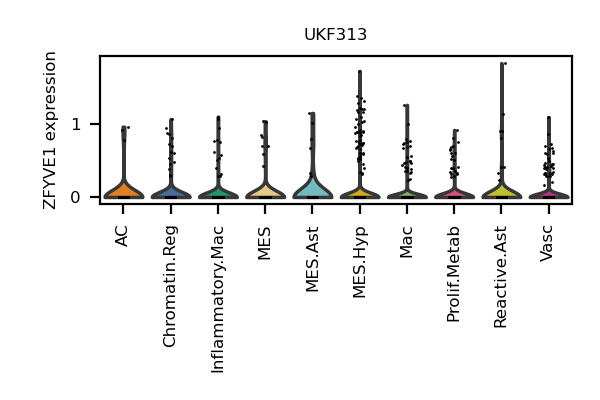 UKF313
ZFYVE1 expression
1
0
AC
Chromatin.Reg
Inflammatory.Mac
MES
MES.Ast
MES.Hyp
Mac
Prolif.Metab
Reactive.Ast
Vasc